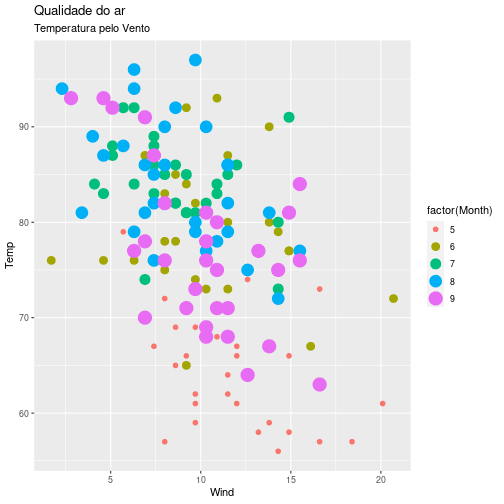 Qualidade do ar
Temperatura pelo Vento
Temp
90
80
70
60
5
10
15
20
Wind
factor(Month)
5
6
7
8
9